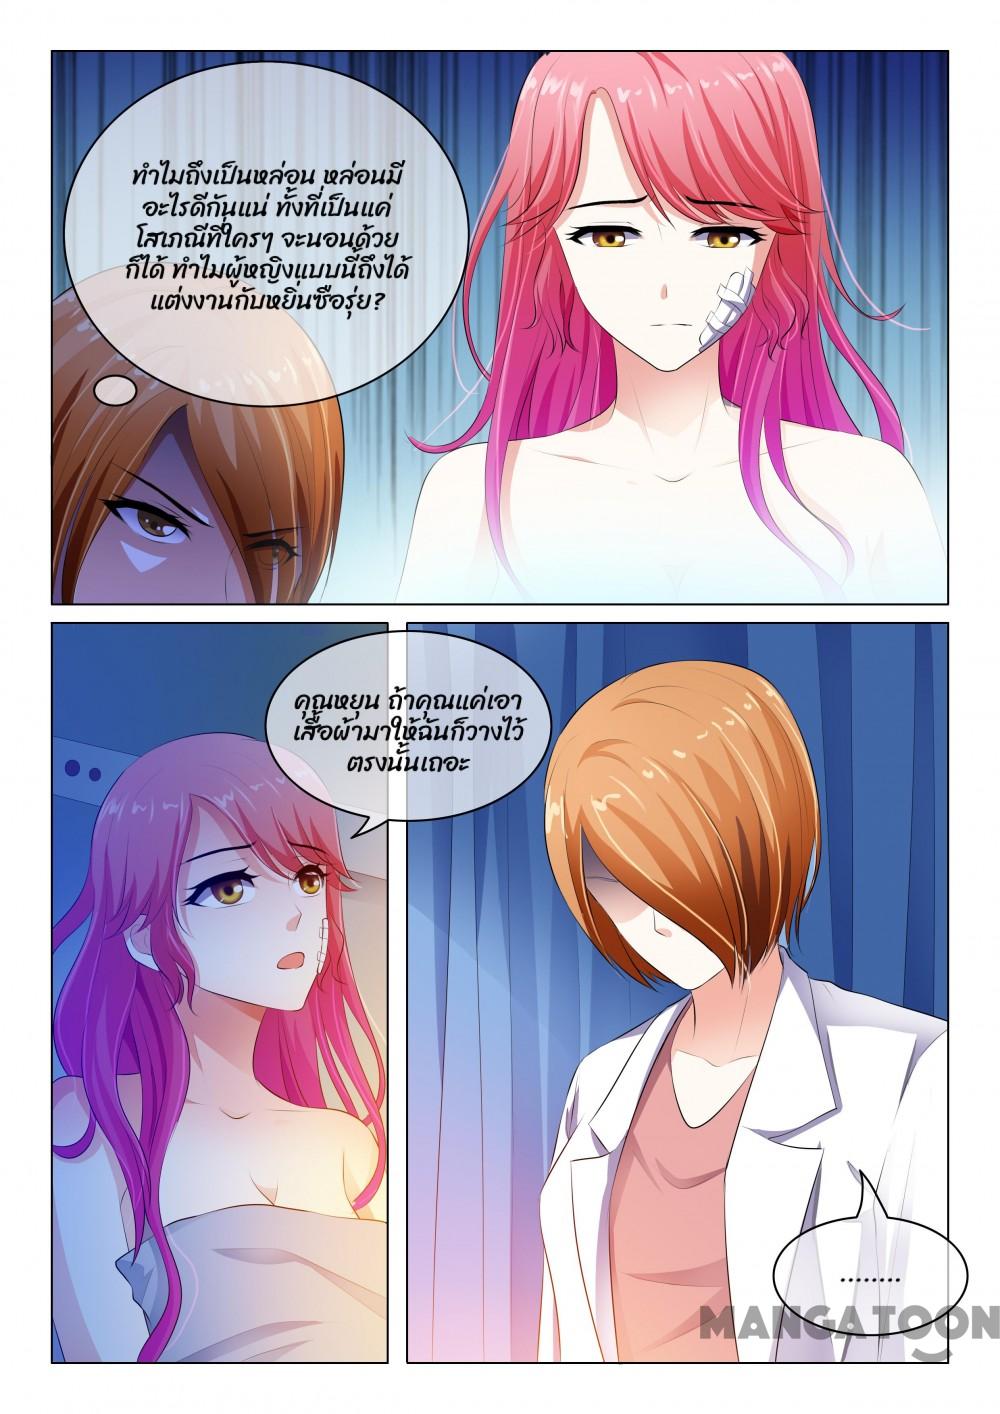 ทำไมถึงเป็นหล่อน หล่อนมี
อะไรดีกันแน่ ทั้งที่เป็นแค่
โสเภณีที่ใครๆ จะนอนด้วย
ก็ได้ ทำไมผู้หญิงแบบนี้ถึงได้
แต่งงานกับหยิ่นซือรุ่ย?
คุณหยุน ถ้าคุณแค่เอา
เสื้อผ้ามาให้ฉันก็วางไว้
ตรงนั้นเถอะ
........
MANGATOON